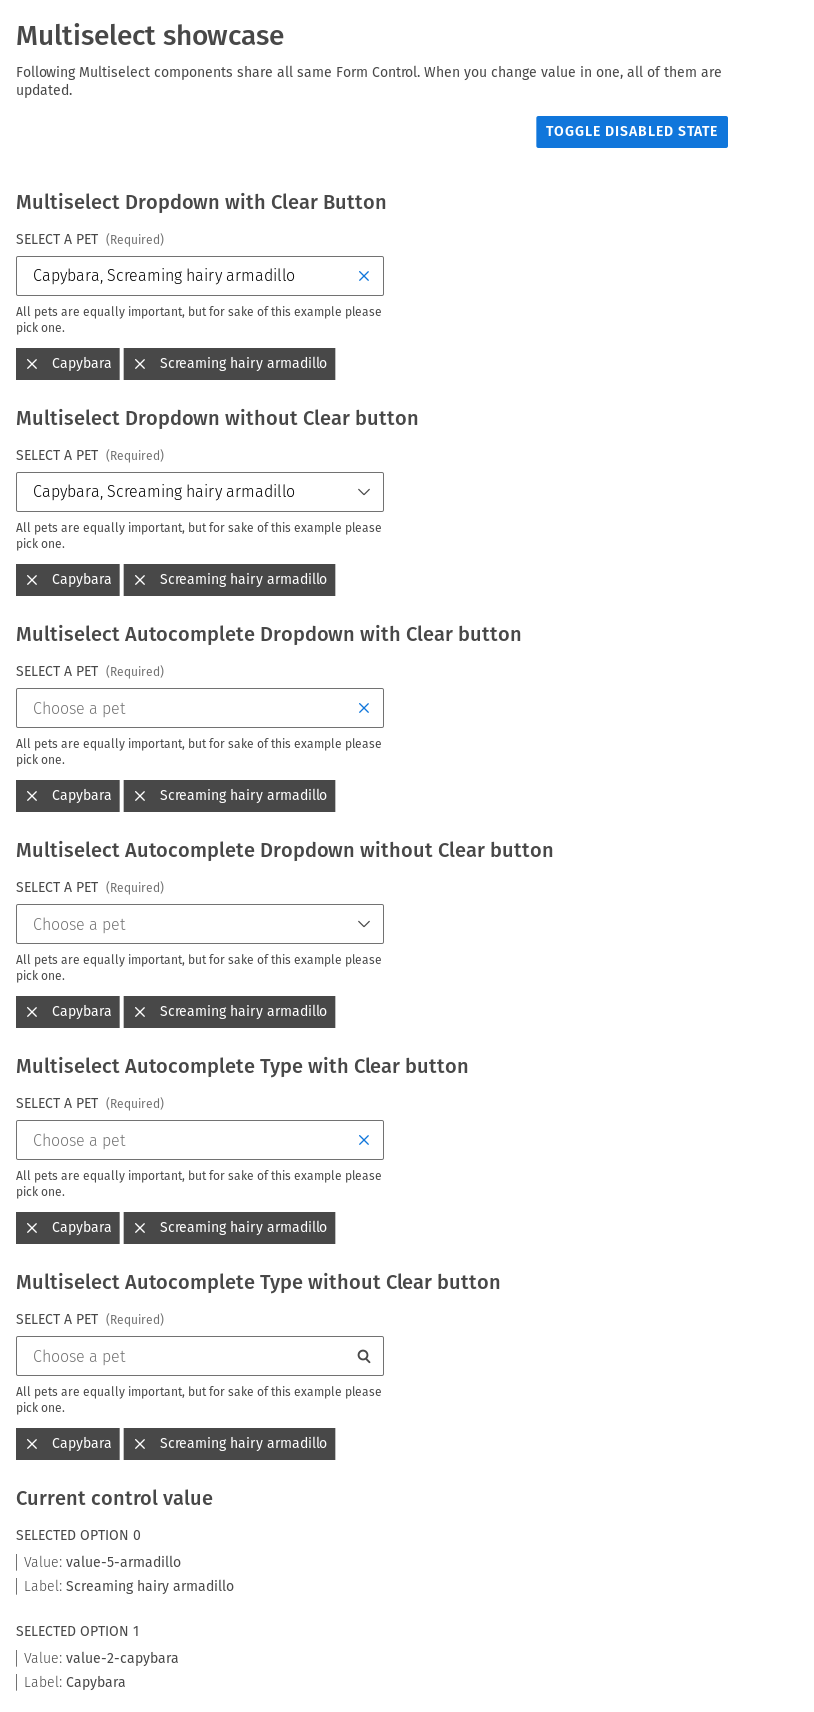 Multiselect showcase
Following Multiselect components share all same Form Control. When you change value in one, all of them are
updated.
TOGGLE DISABLED STATE
Multiselect Dropdown with Clear Button
SELECT A PET (Required)
Capybara, Screaming hairy armadillo
All pets are equally important, but for sake of this example please
pick one.
Capybara Screaming hairy armadillo
Multiselect Dropdown without Clear button
SELECT A PET (Required)
Capybara, Screaming hairy armadillo
All pets are equally important, but for sake of this example please
pick one.
Capybara Screaming hairy armadillo
Multiselect Autocomplete Dropdown with Clear button
SELECT A PET (Required)
Choose a pet
All pets are equally important, but for sake of this example please
pick one.
Capybara Screaming hairy armadillo
Multiselect Autocomplete Dropdown without Clear button
SELECT A PET (Required)
Choose a pet
All pets are equally important, but for sake of this example please
pick one.
Capybara Screaming hairy armadillo
Multiselect Autocomplete Type with Clear button
SELECT A PET (Required)
Choose a pet
All pets are equally important, but for sake of this example please
pick one.
Capybara Screaming hairy armadillo
Multiselect Autocomplete Type without Clear button
SELECT A PET (Required)
Choose a pet
All pets are equally important, but for sake of this example please
pick one.
Capybara Screaming hairy armadillo
Current control value
SELECTED OPTION 0
Value: value-5-armadillo
Label: Screaming hairy armadillo
SELECTED OPTION 1
Value: value-2-capybara
Label: Capybara